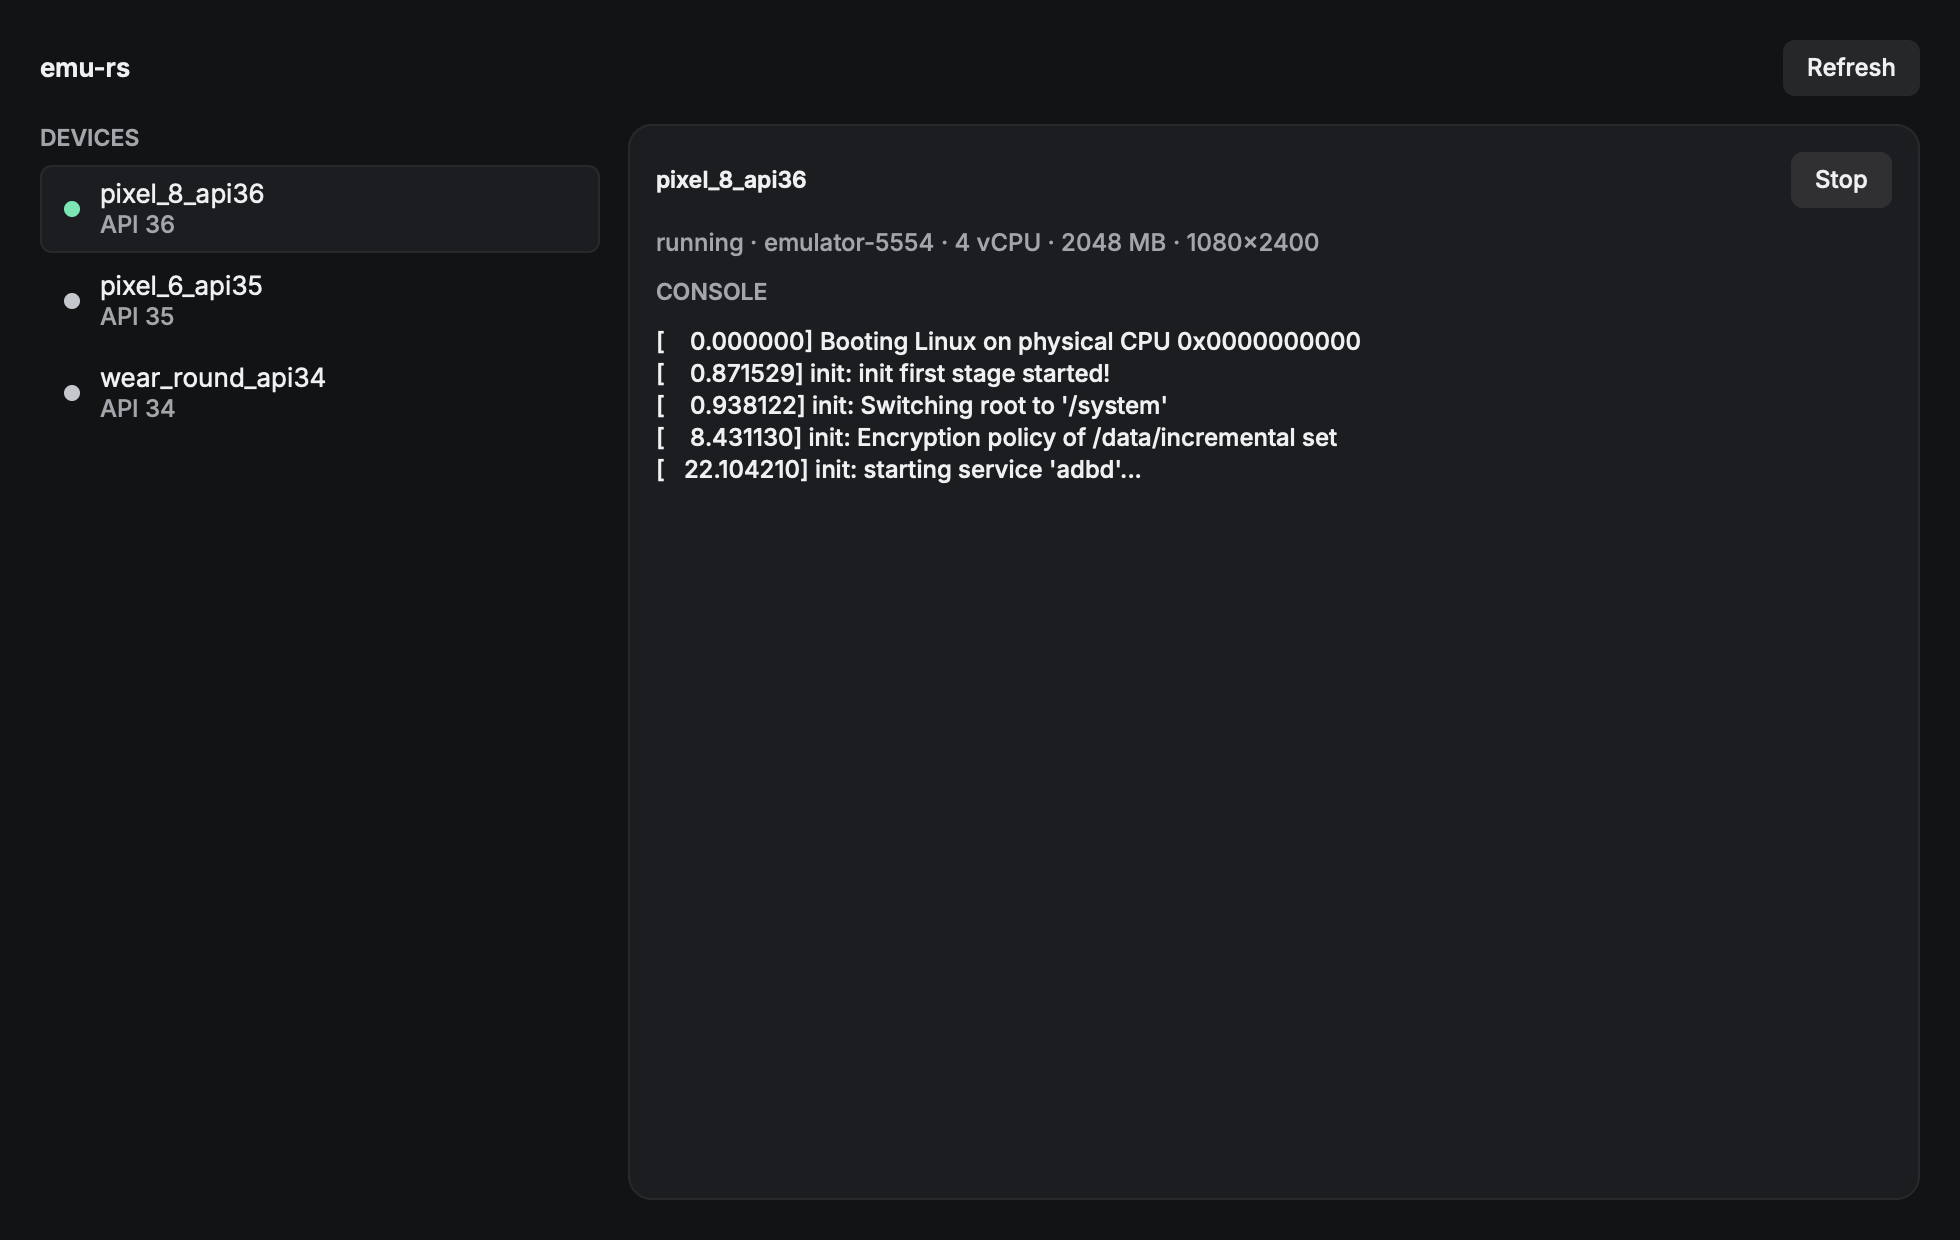 emu-rs
Refresh
DEVICES
pixel_8_api36
API 36
pixel_6_api35
API 35
wear_round_api34
API 34
pixel_8_api36
Stop
running · emulator-5554 · 4 vCPU · 2048 MB · 1080×2400
CONSOLE
[    0.000000] Booting Linux on physical CPU 0x0000000000
[    0.871529] init: init first stage started!
[    0.938122] init: Switching root to '/system'
[    8.431130] init: Encryption policy of /data/incremental set
[   22.104210] init: starting service 'adbd'...